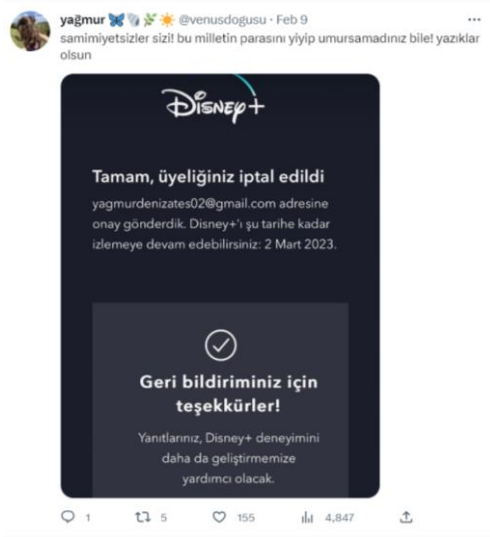 yağmur 🦋🐚🌿☀️ @venusdogusu · Feb 9
samimiyetsizler sizi! bu milletin parasını yiyip umursamadınız bile! yazıklar
olsun
Disney+
Tamam, üyeliğiniz iptal edildi
yagmurdenizates02@gmail.com adresine
onay gönderdik. Disney+'ı şu tarihe kadar
izlemeye devam edebilirsiniz: 2 Mart 2023.
Geri bildiriminiz için
teşekkürler!
Yanıtlarınız, Disney+ deneyimini
daha da geliştirmemize
yardımcı olacak.
1 5 155 4,847